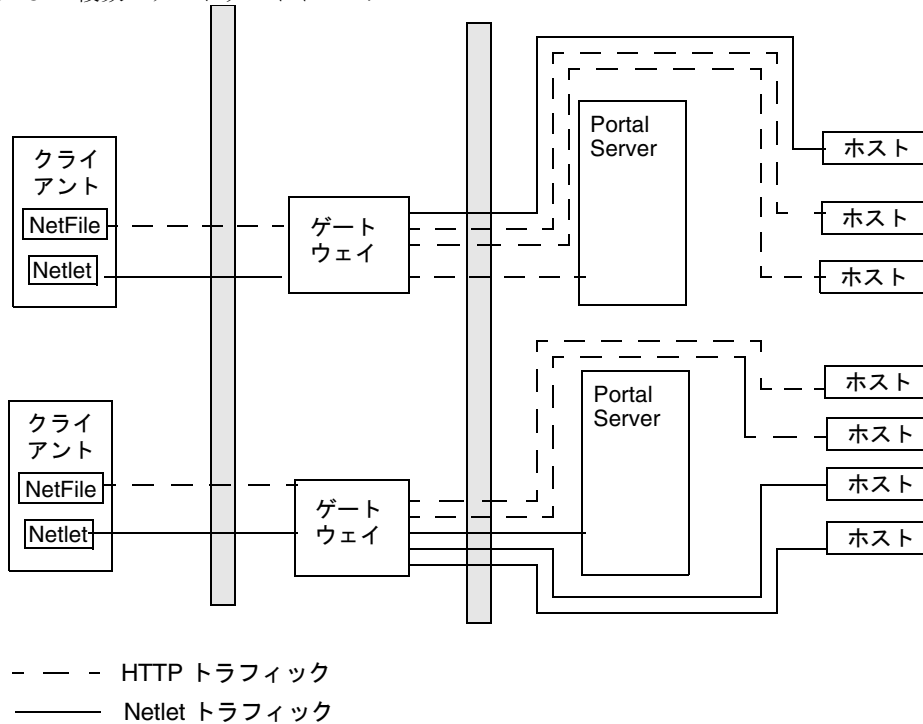 クライ
アント
NetFile
Netlet
ゲート
ウェイ
Portal
Server
ホスト
ホスト
ホスト
クライ
アント
NetFile
Netlet
ゲート
ウェイ
Portal
Server
ホスト
ホスト
ホスト
ホスト
HTTP トラフィック
Netlet トラフィック